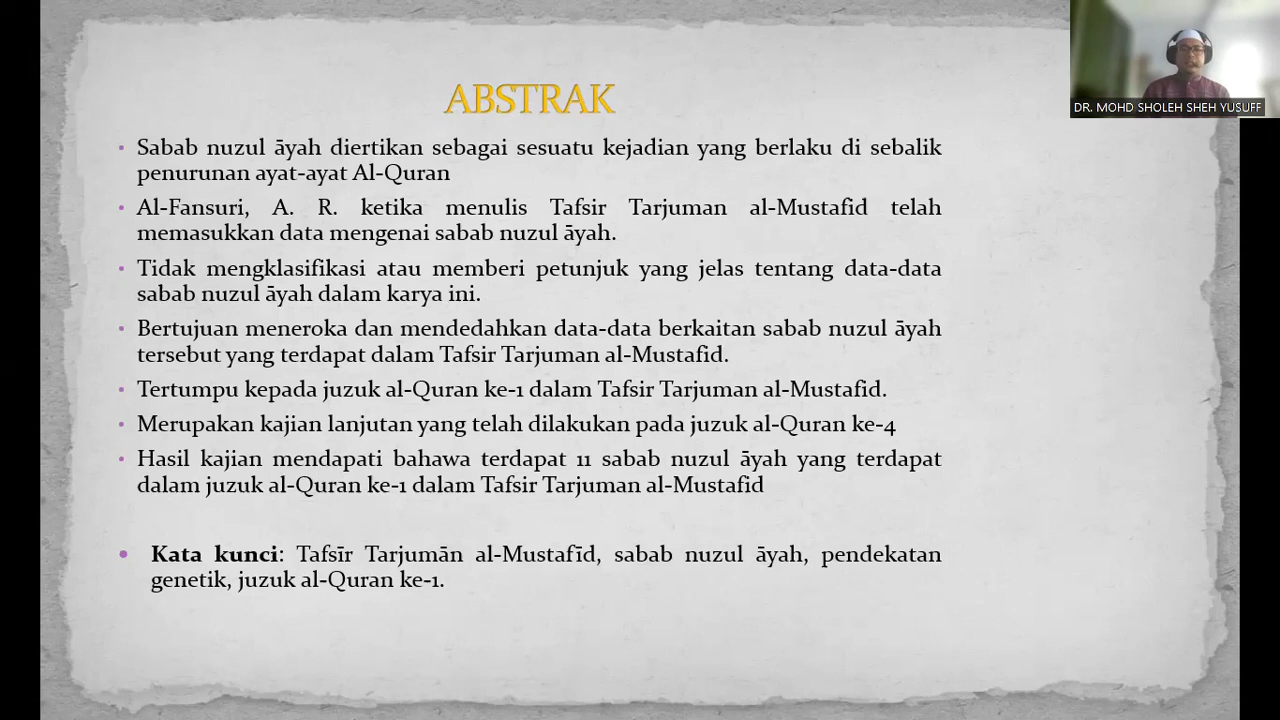 ABSTRAK
DR. MOHD SHOLEH SHEH YUSUFF
• Sabab nuzul āyah diertikan sebagai sesuatu kejadian yang berlaku di sebalik
penurunan ayat-ayat Al-Quran
• Al-Fansuri, A. R. ketika menulis Tafsir Tarjuman al-Mustafid telah
memasukkan data mengenai sabab nuzul āyah.
• Tidak mengklasifikasi atau memberi petunjuk yang jelas tentang data-data
sabab nuzul āyah dalam karya ini.
• Bertujuan meneroka dan mendedahkan data-data berkaitan sabab nuzul āyah
tersebut yang terdapat dalam Tafsir Tarjuman al-Mustafid.
• Tertumpu kepada juzuk al-Quran ke-1 dalam Tafsir Tarjuman al-Mustafid.
• Merupakan kajian lanjutan yang telah dilakukan pada juzuk al-Quran ke-4
• Hasil kajian mendapati bahawa terdapat 11 sabab nuzul āyah yang terdapat
dalam juzuk al-Quran ke-1 dalam Tafsir Tarjuman al-Mustafid
• Kata kunci: Tafsīr Tarjumān al-Mustafīd, sabab nuzul āyah, pendekatan
genetik, juzuk al-Quran ke-1.